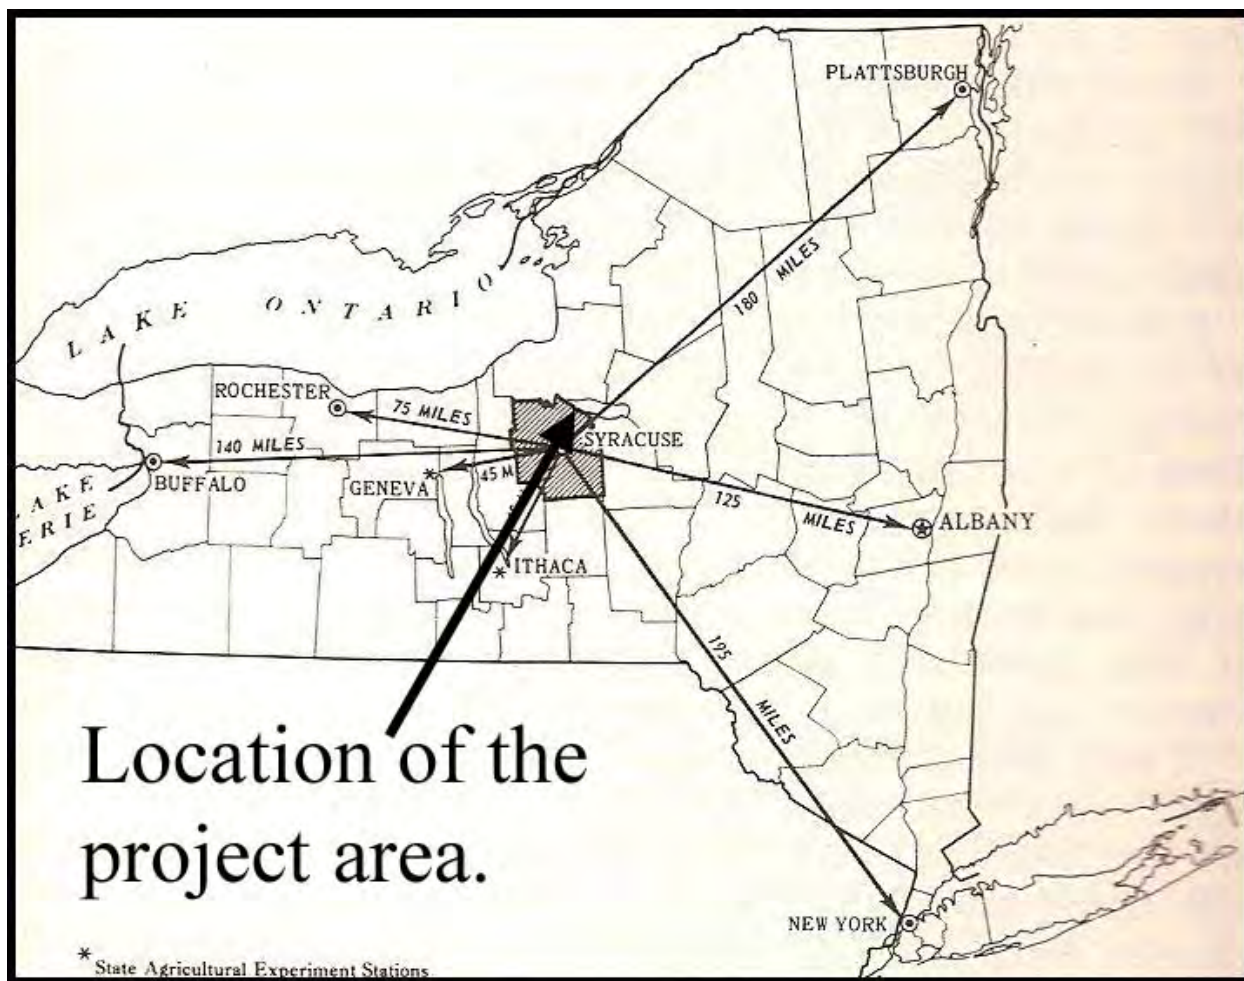 PLATTSBURGH
180 MILES
LAKE ONTARIO
ROCHESTER
75 MILES
SYRACUSE
140 MILES
BUFFALO
GENEVA
45 M
LAKE
ERIE
125 MILES
ALBANY
ITHACA
195 MILES
Location of the
project area.
NEW YORK
*State Agricultural Experiment Stations